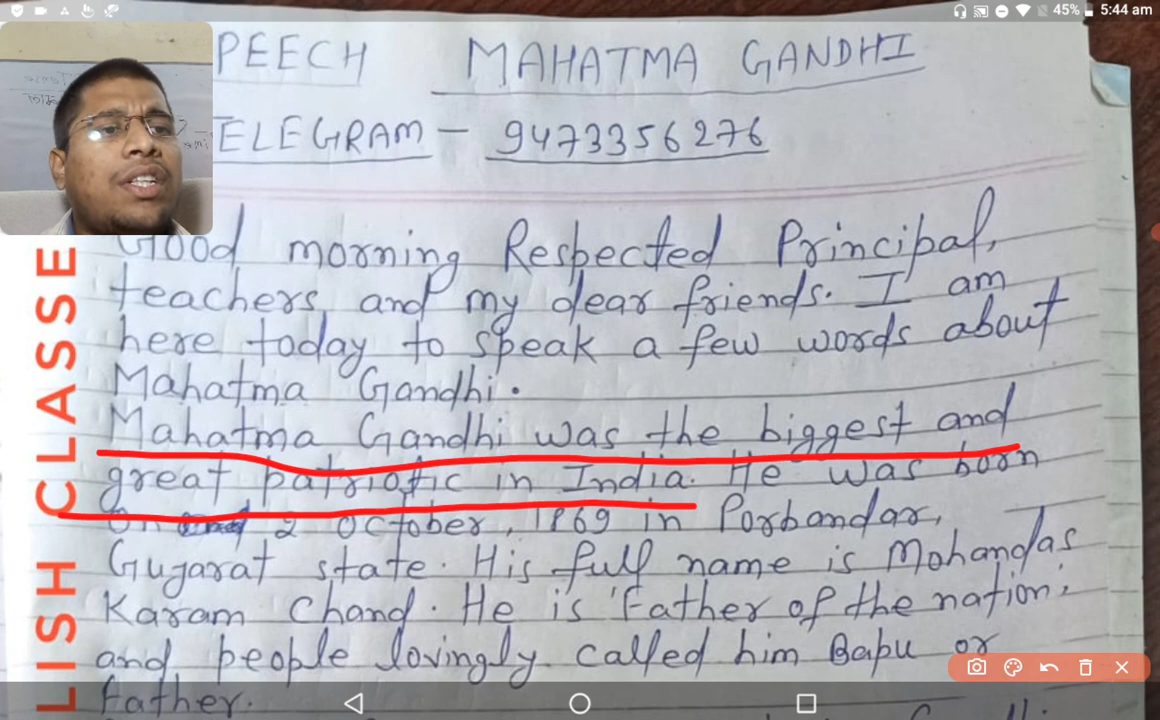 45% 5:44 am
PEECH MAHATMA GANDHI
TELEGRAM - 9473356276
Good morning Respected Principal,
teachers, and my dear friends. I am
here today to speak a few words about
Mahatma Gandhi.
Mahatma Gandhi was the biggest and
great patriotic in India. He was born
on 2 October, 1869 in Porbandar,
Gujarat state. His full name is Mohandas
Karam Chand. He is 'Father of the nation'
and people lovingly called him Bapu or
Father.
LISH CLASSE